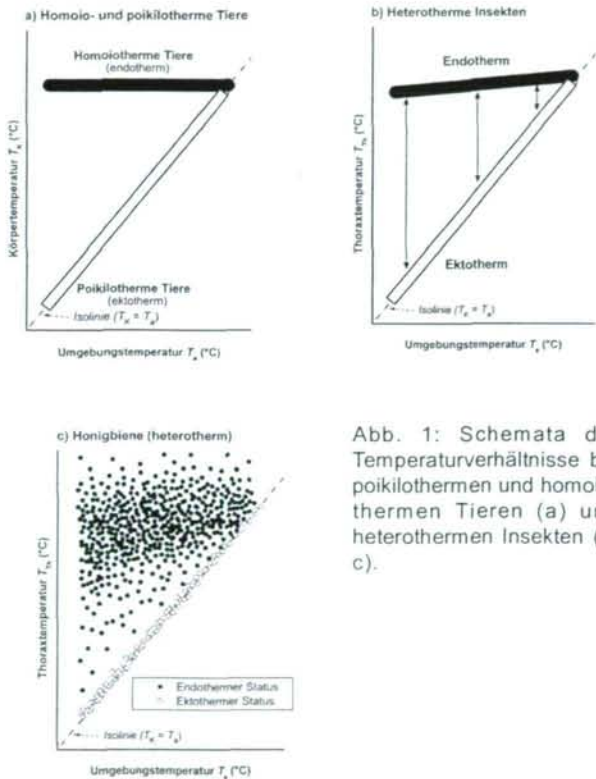 a) Homoio- und poikilotherme Tiere
Homoiotherme Tiere
(endotherm)
Körpertemperatur T
Poikilotherme Tiere
(ektotherm)
Isolinie (T = T)
Umgebungstemperatur T (°C)
b) Heterotherme Insekten
Endotherm
Thoraxtemperatur T (°C)
Ektotherm
Isolinie (T = T)
Umgebungstemperatur T (°C)
c) Honigbiene (heterotherm)
Thoraxtemperatur T (°C)
Endothermer Status
Ektothermer Status
Isolinie (T = T)
Umgebungstemperatur T (°C)
Abb. 1: Schemata d
Temperaturverhältnisse b
poikilothermen und homoi
thermen Tieren (a) u
heterothermen Insekten (
c).